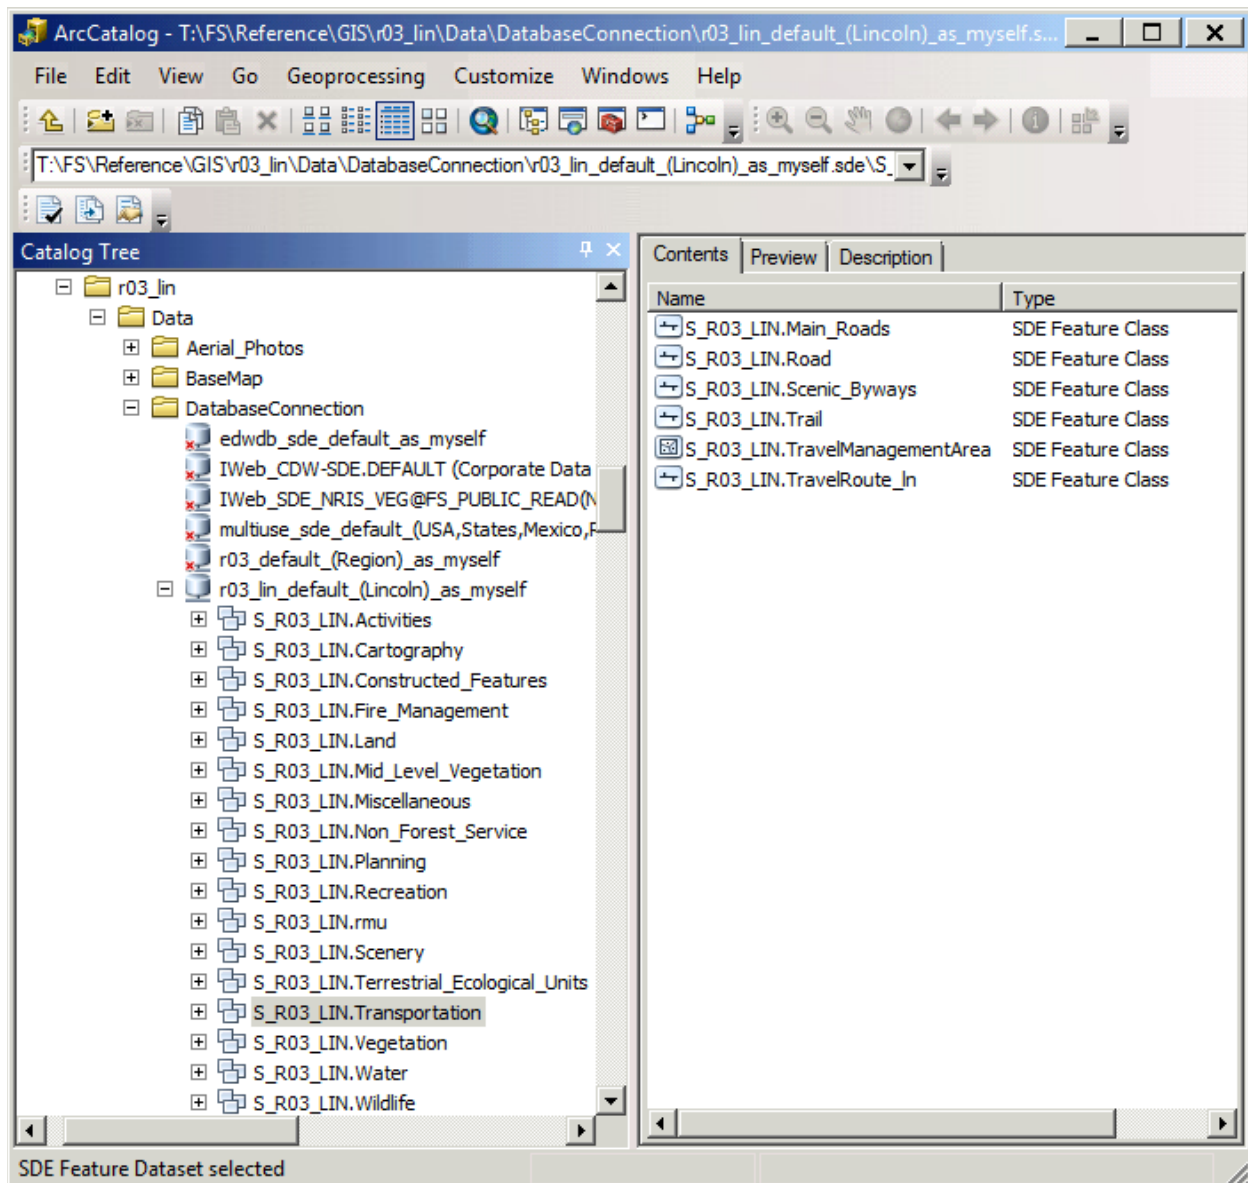 ArcCatalog - T:\FS\Reference\GIS\r03_lin\Data\DatabaseConnection\r03_lin_default_(Lincoln)_as_myself.s...
File Edit View Go Geoprocessing Customize Windows Help
T:\FS\Reference\GIS\r03_lin\Data\DatabaseConnection\r03_lin_default_(Lincoln)_as_myself.sde\S_
Catalog Tree
r03_lin
Data
Aerial_Photos
BaseMap
DatabaseConnection
edwdb_sde_default_as_myself
IWeb_CDW-SDE.DEFAULT (Corporate Data
IWeb_SDE_NRIS_VEG@FS_PUBLIC_READ(N
multiuse_sde_default_(USA,States,Mexico,F
r03_default_(Region)_as_myself
r03_lin_default_(Lincoln)_as_myself
S_R03_LIN.Activities
S_R03_LIN.Cartography
S_R03_LIN.Constructed_Features
S_R03_LIN.Fire_Management
S_R03_LIN.Land
S_R03_LIN.Mid_Level_Vegetation
S_R03_LIN.Miscellaneous
S_R03_LIN.Non_Forest_Service
S_R03_LIN.Planning
S_R03_LIN.Recreation
S_R03_LIN.rmu
S_R03_LIN.Scenery
S_R03_LIN.Terrestrial_Ecological_Units
S_R03_LIN.Transportation
S_R03_LIN.Vegetation
S_R03_LIN.Water
S_R03_LIN.Wildlife
Contents Preview Description
Name Type
S_R03_LIN.Main_Roads SDE Feature Class
S_R03_LIN.Road SDE Feature Class
S_R03_LIN.Scenic_Byways SDE Feature Class
S_R03_LIN.Trail SDE Feature Class
S_R03_LIN.TravelManagementArea SDE Feature Class
S_R03_LIN.TravelRoute_ln SDE Feature Class
SDE Feature Dataset selected